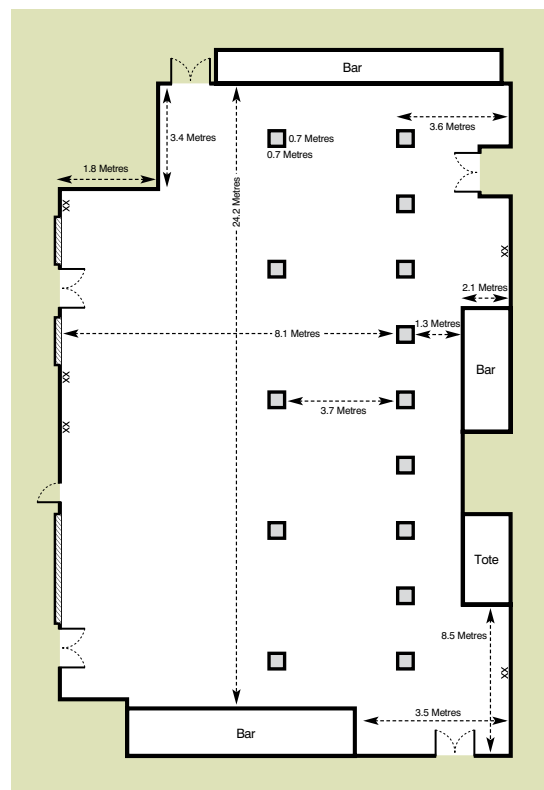 Bar
3.4 Metres
3.6 Metres
0.7 Metres
0.7 Metres
1.8 Metres
24.2 Metres
XX
XX
2.1 Metres
8.1 Metres
1.3 Metres
Bar
XX
3.7 Metres
XX
Tote
8.5 Metres
XX
3.5 Metres
Bar